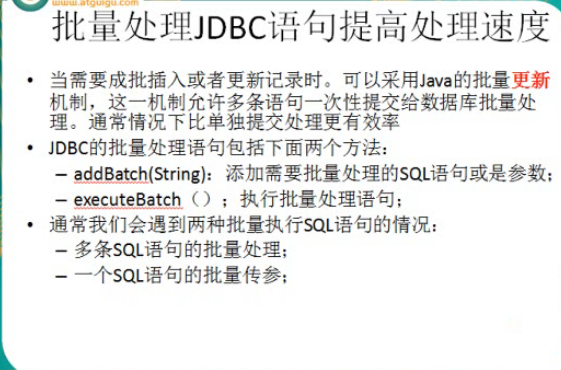 www.atguigu.com
批量处理JDBC语句提高处理速度
• 当需要成批插入或者更新记录时。可以采用Java的批量更新
机制，这一机制允许多条语句一次性提交给数据库批量处
理。通常情况下比单独提交处理更有效率
• JDBC的批量处理语句包括下面两个方法：
– addBatch(String)：添加需要批量处理的SQL语句或是参数；
– executeBatch（）；执行批量处理语句；
• 通常我们会遇到两种批量执行SQL语句的情况：
– 多条SQL语句的批量处理；
– 一个SQL语句的批量传参；